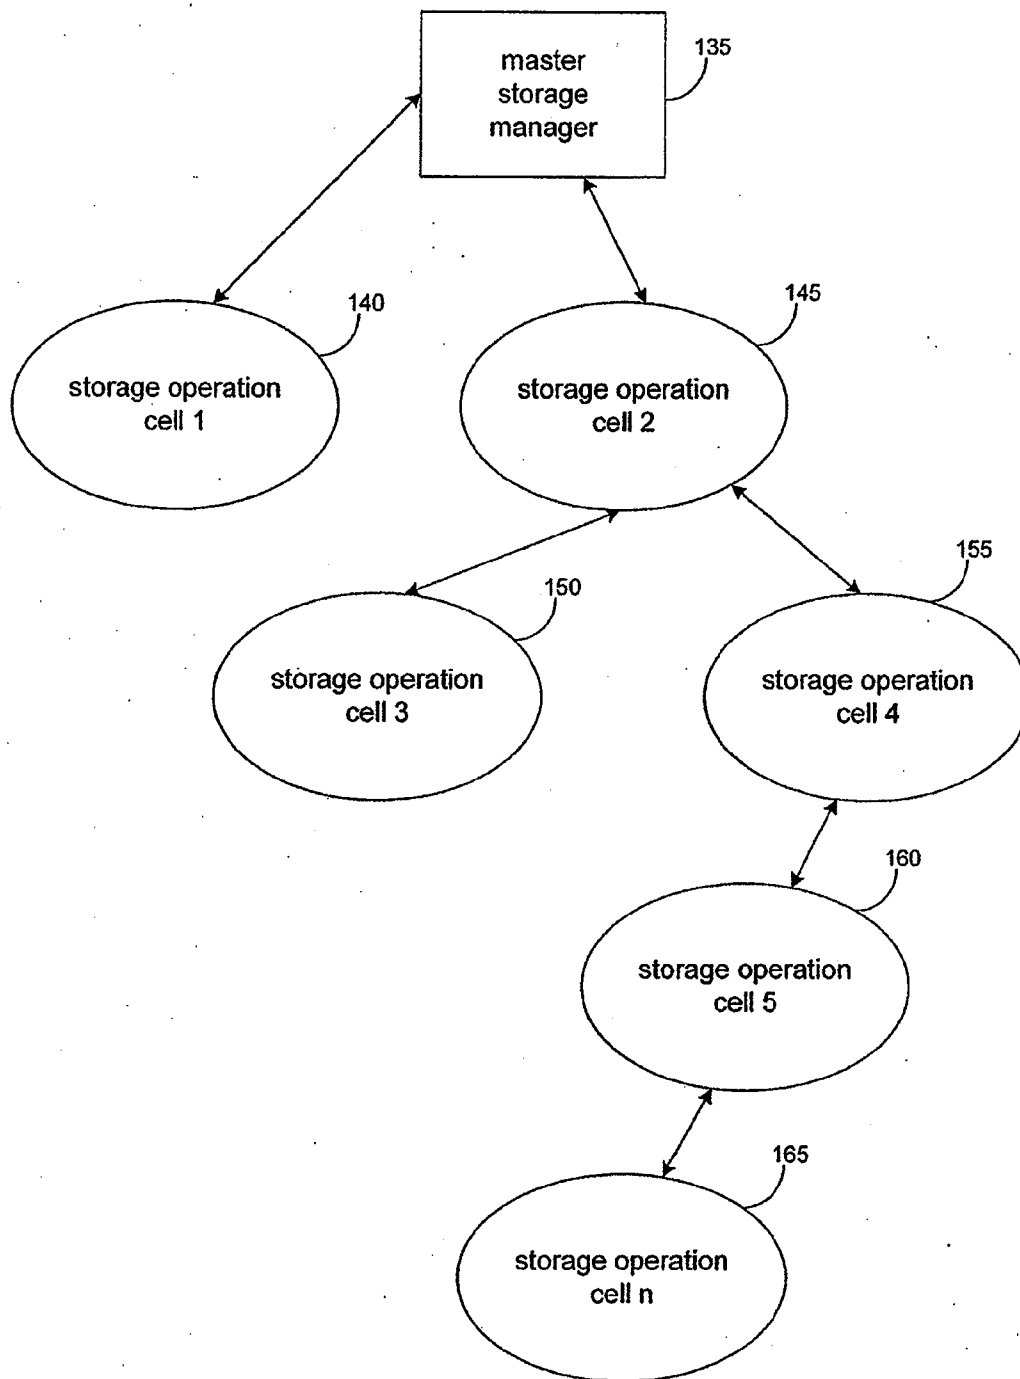 master
storage
manager
135
140
145
storage operation
cell 1
storage operation
cell 2
155
150
storage operation
cell 3
storage operation
cell 4
160
storage operation
cell 5
165
storage operation
cell n